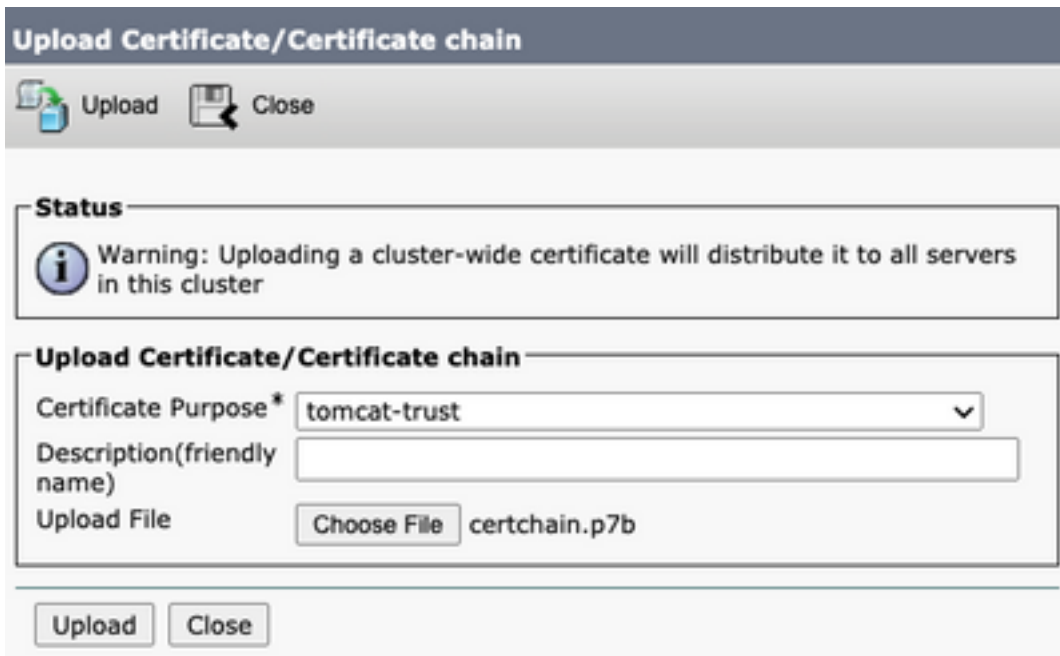 Upload Certificate/Certificate chain
Upload Close
Status
Warning: Uploading a cluster-wide certificate will distribute it to all servers
in this cluster
Upload Certificate/Certificate chain
Certificate Purpose* tomcat-trust
Description(friendly
name)
Upload File Choose File certchain.p7b
Upload Close